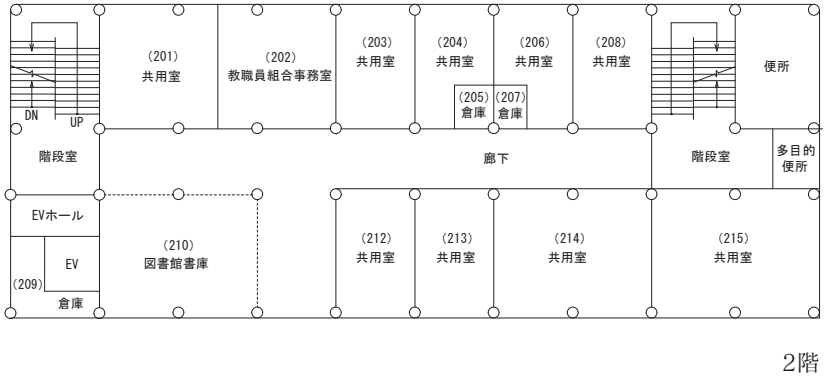 (201)
共用室
(202)
教職員組合事務室
(203)
共用室
(204)
共用室
(206)
共用室
(208)
共用室
便所
(205)
倉庫
(207)
倉庫
DN
UP
階段室
廊下
階段室
多目的
便所
EVホール
(210)
図書館書庫
(212)
共用室
(213)
共用室
(214)
共用室
(215)
共用室
EV
(209)
倉庫
2階